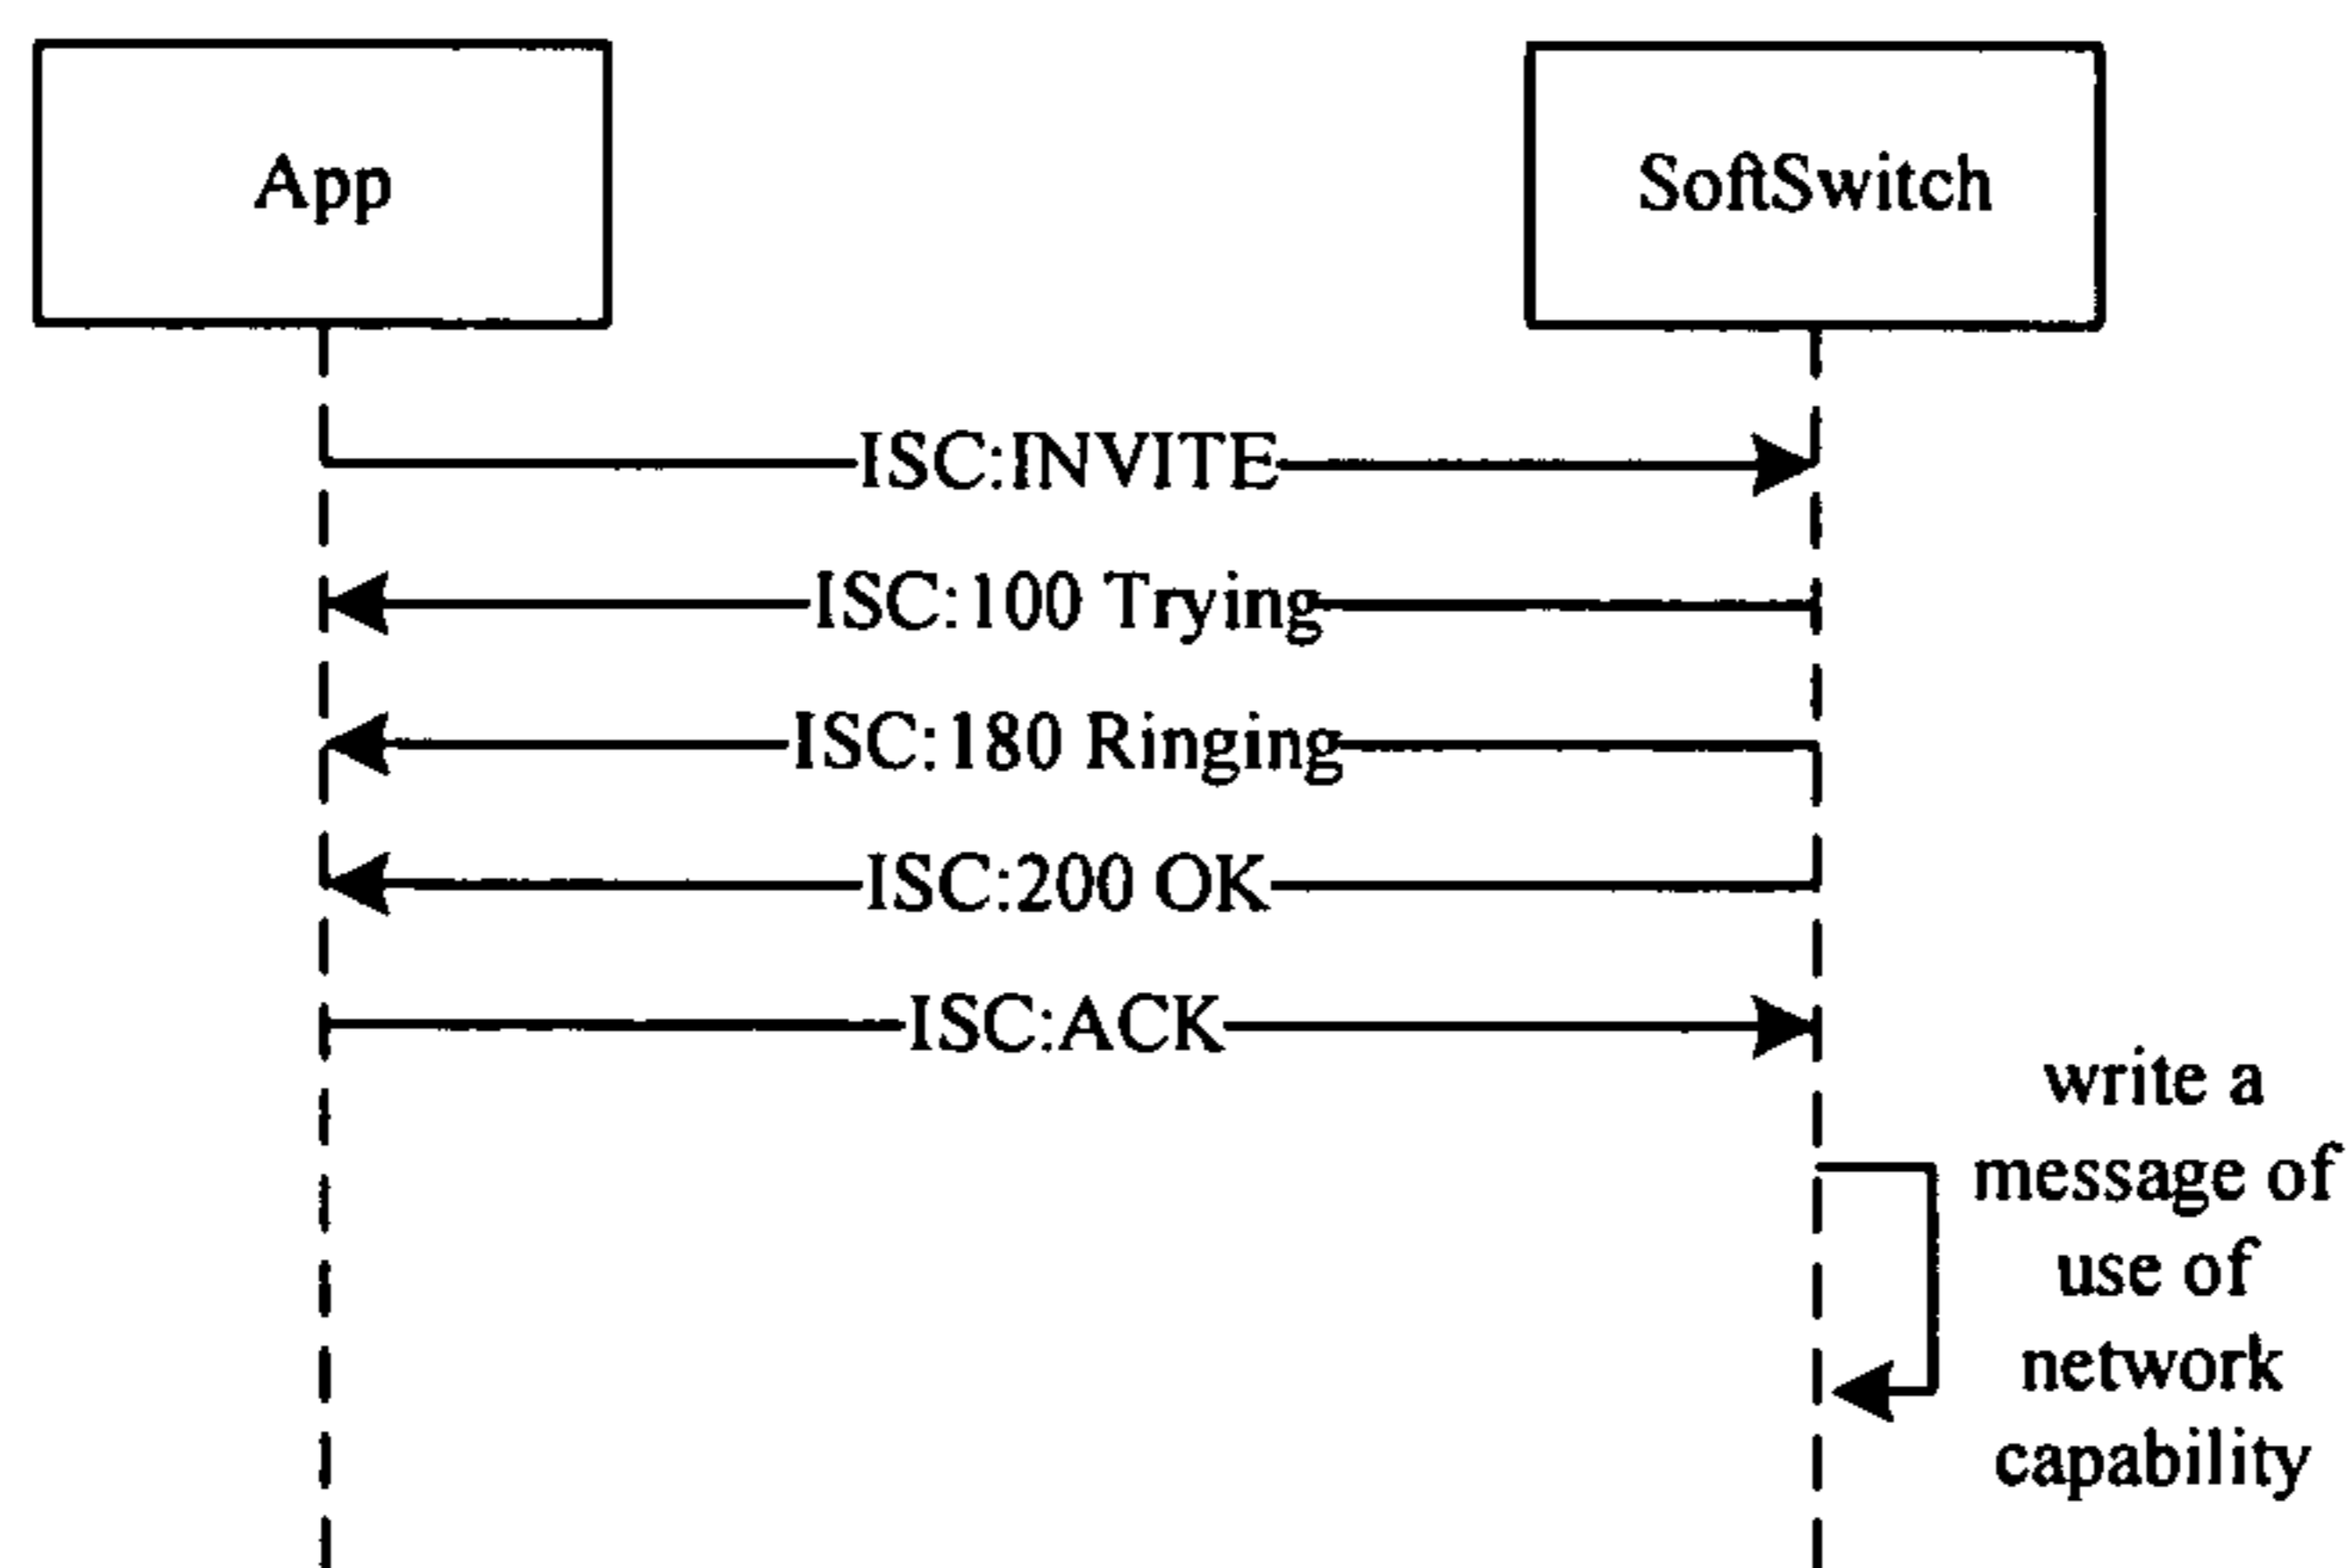 App
SoftSwitch
ISC:INVITE
ISC:100 Trying
ISC:180 Ringing
ISC:200 OK
ISC:ACK
write a
message of
use of
network
capability